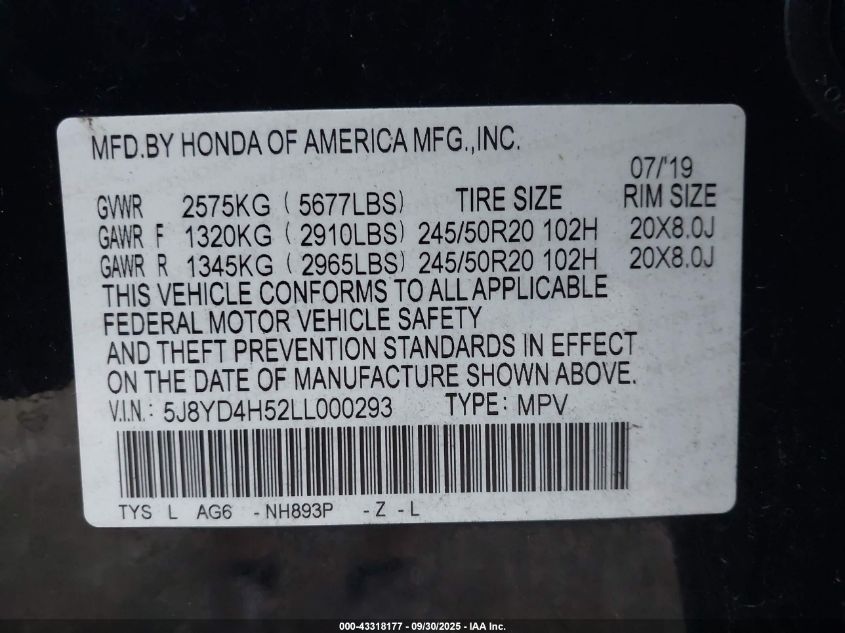 MFD.BY HONDA OF AMERICA MFG.,INC.
07/'19
GVWR 2575KG ( 5677LBS) TIRE SIZE RIM SIZE
GAWR F 1320KG ( 2910LBS) 245/50R20 102H 20X8.0J
GAWR R 1345KG ( 2965LBS) 245/50R20 102H 20X8.0J
THIS VEHICLE CONFORMS TO ALL APPLICABLE
FEDERAL MOTOR VEHICLE SAFETY
AND THEFT PREVENTION STANDARDS IN EFFECT
ON THE DATE OF MANUFACTURE SHOWN ABOVE.
V.I.N.: 5J8YD4H52LL000293 TYPE: MPV
TYS L AG6 -NH893P -Z -L
000-43318177 - 09/30/2025 - IAA Inc.